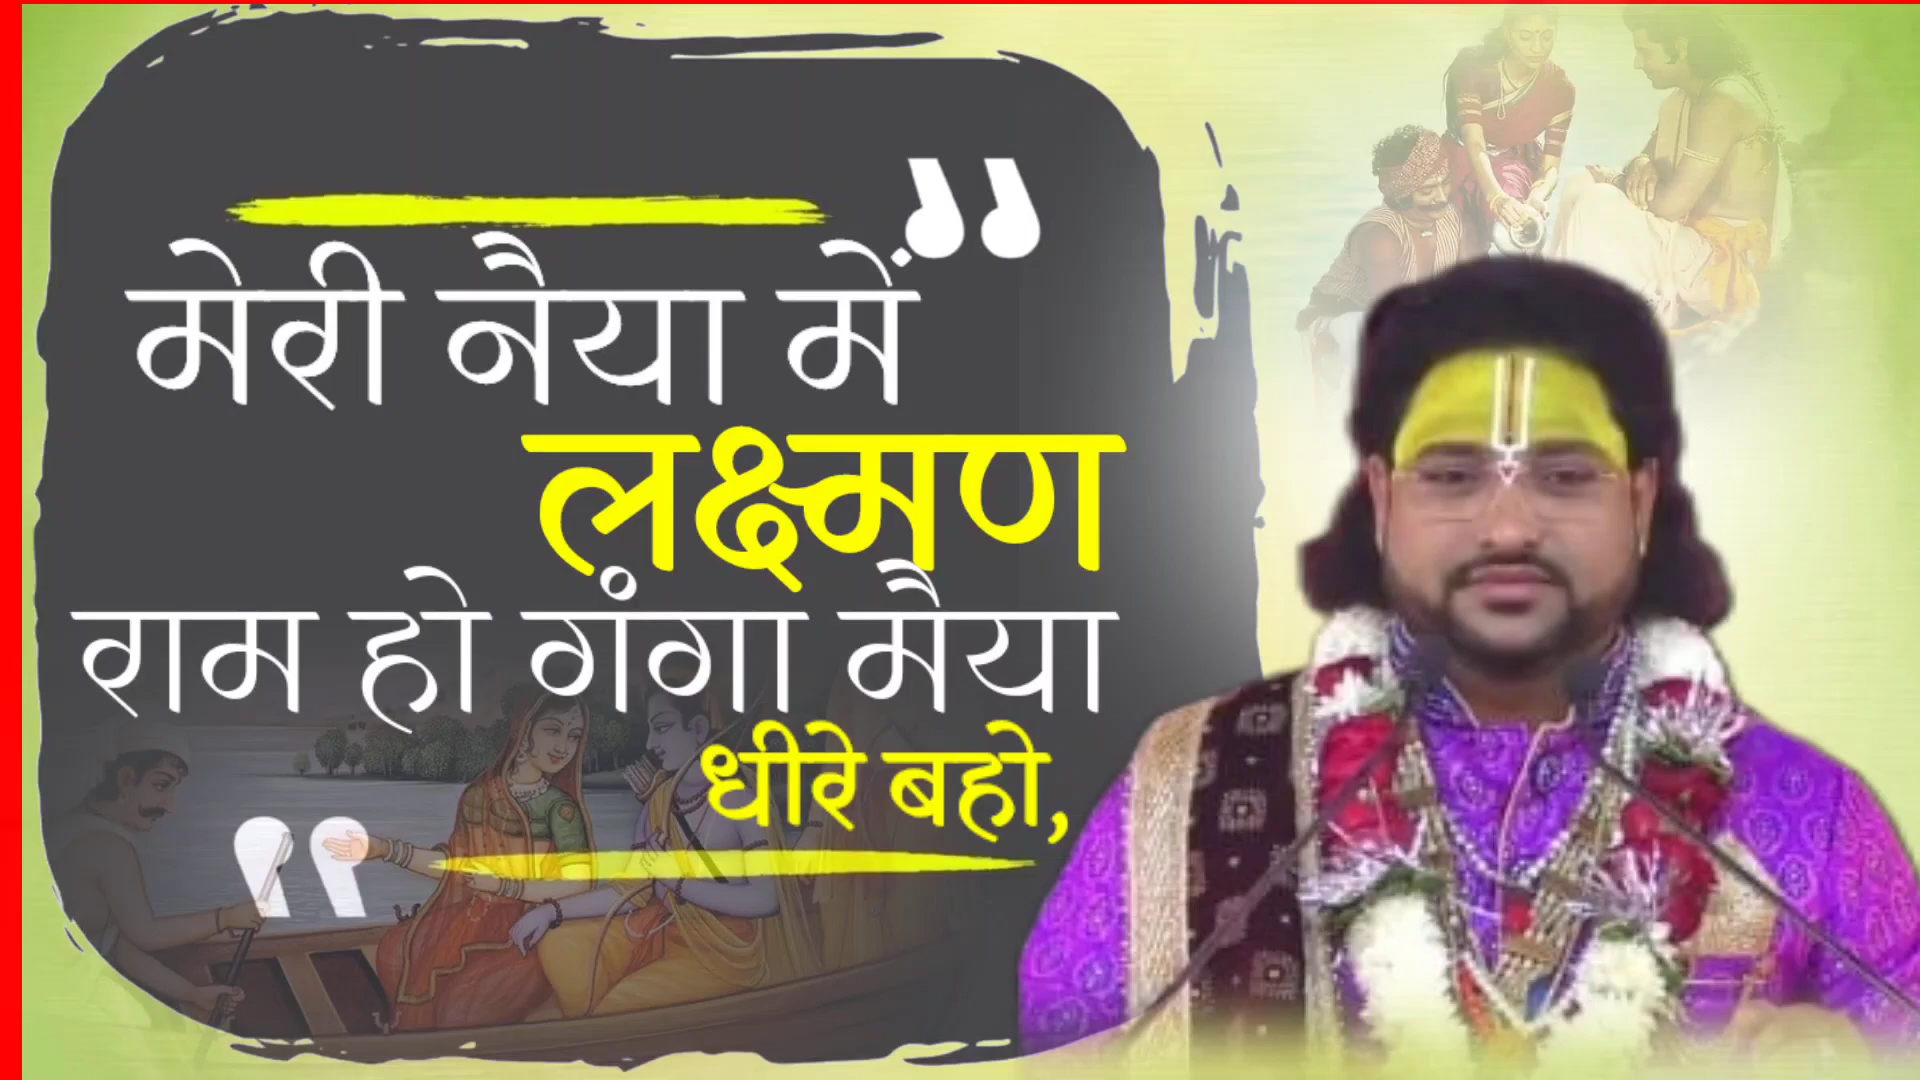 मेरी नैया में
लक्ष्मण
राम हो गंगा मैया
धीरे बहो,